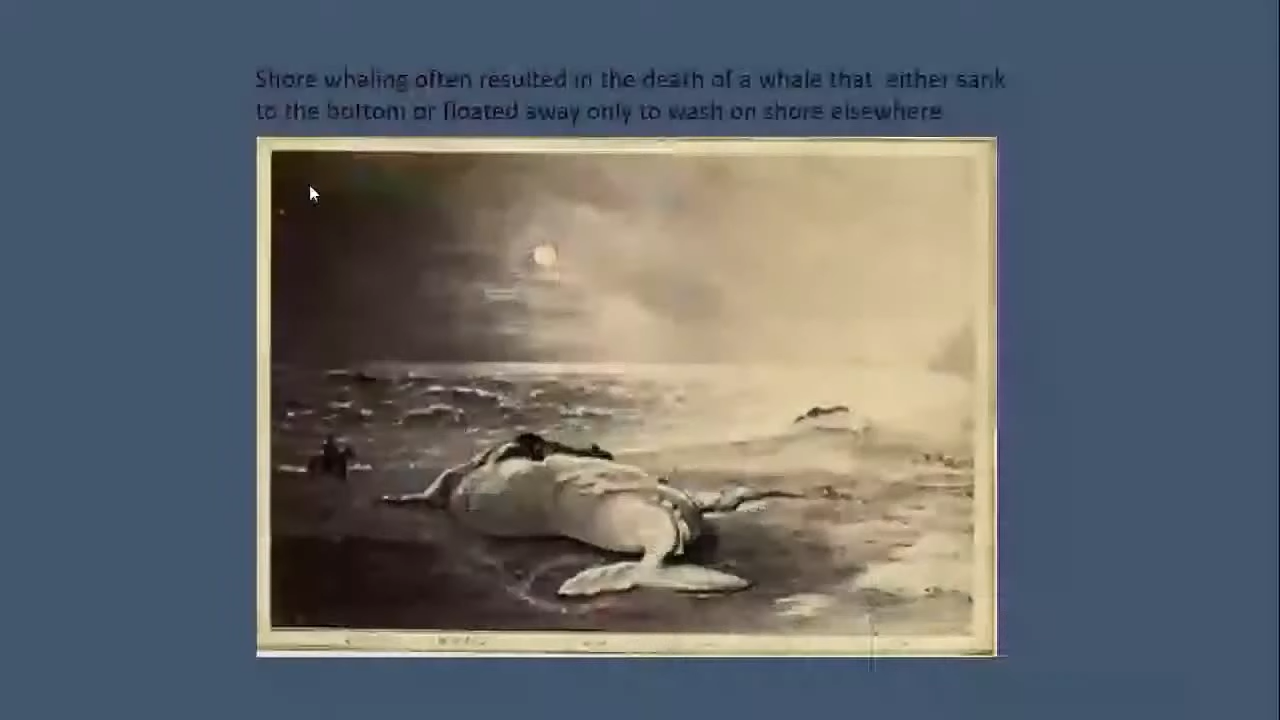 Shore whaling often resulted in the death of a whale that either sank
to the bottom or floated away only to wash on shore elsewhere